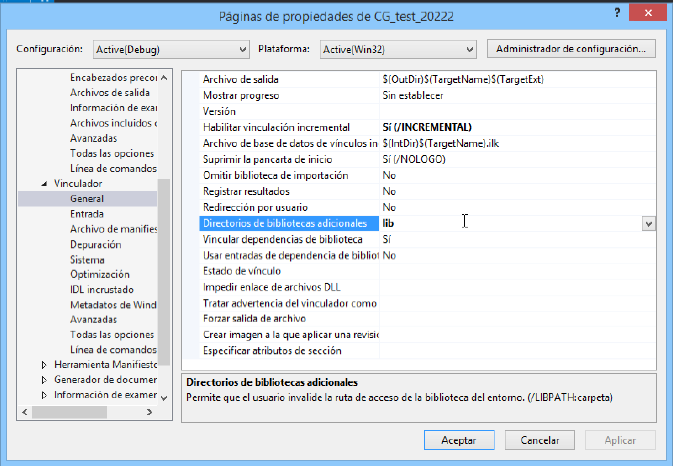 Páginas de propiedades de CG_test_20222
?
Configuración: Active(Debug) Plataforma: Active(Win32) Administrador de configuración...
Encabezados precor
Archivos de salida
Información de exar
Archivos incluidos c
Avanzadas
Todas las opciones
Línea de comandos
Vinculador
General
Entrada
Archivo de manifies
Depuración
Sistema
Optimización
IDL incrustado
Metadatos de Wind
Avanzadas
Todas las opciones
Línea de comandos
Herramienta Manifiesto
Generador de documer
Información de examer
Archivo de salida $(OutDir)$(TargetName)$(TargetExt)
Mostrar progreso Sin establecer
Versión
Habilitar vinculación incremental Sí (/INCREMENTAL)
Archivo de base de datos de vínculos in $(IntDir)$(TargetName).ilk
Suprimir la pancarta de inicio Sí (/NOLOGO)
Omitir biblioteca de importación No
Registrar resultados No
Redirección por usuario No
Directorios de bibliotecas adicionales lib
Vincular dependencias de biblioteca Sí
Usar entradas de dependencia de bibliot No
Estado de vínculo
Impedir enlace de archivos DLL
Tratar advertencia del vinculador como
Forzar salida de archivo
Crear imagen a la que aplicar una revisió
Especificar atributos de sección
Directorios de bibliotecas adicionales
Permite que el usuario invalide la ruta de acceso de la biblioteca del entorno. (/LIBPATH:carpeta)
Aceptar Cancelar Aplicar